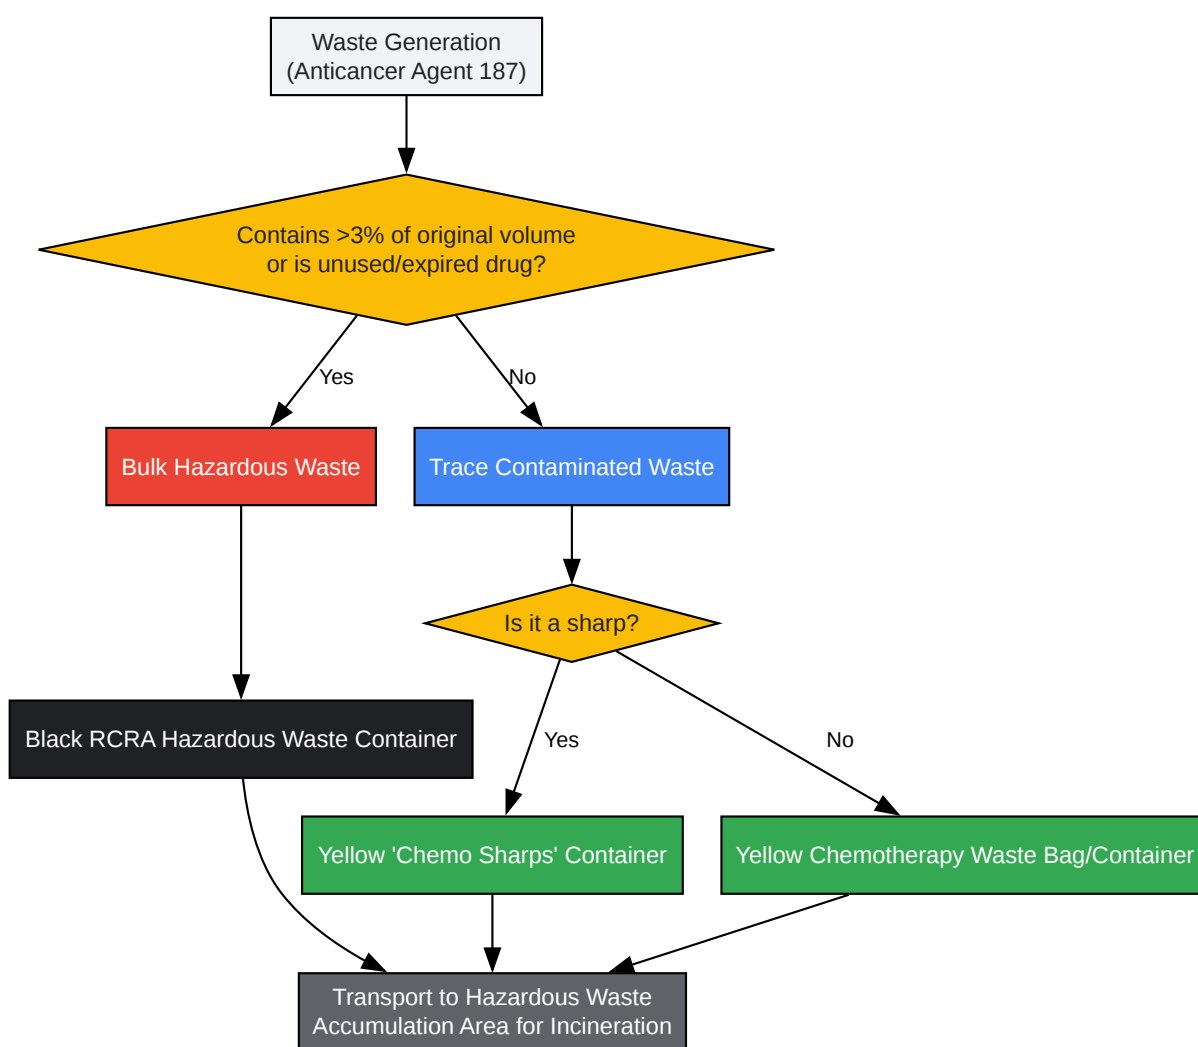 Waste Generation
(Anticancer Agent 187)
Contains >3% of original volume
or is unused/expired drug?
Yes
No
Bulk Hazardous Waste
Trace Contaminated Waste
Is it a sharp?
Black RCRA Hazardous Waste Container
Yes
No
Yellow 'Chemo Sharps' Container
Yellow Chemotherapy Waste Bag/Container
Transport to Hazardous Waste
Accumulation Area for Incineration